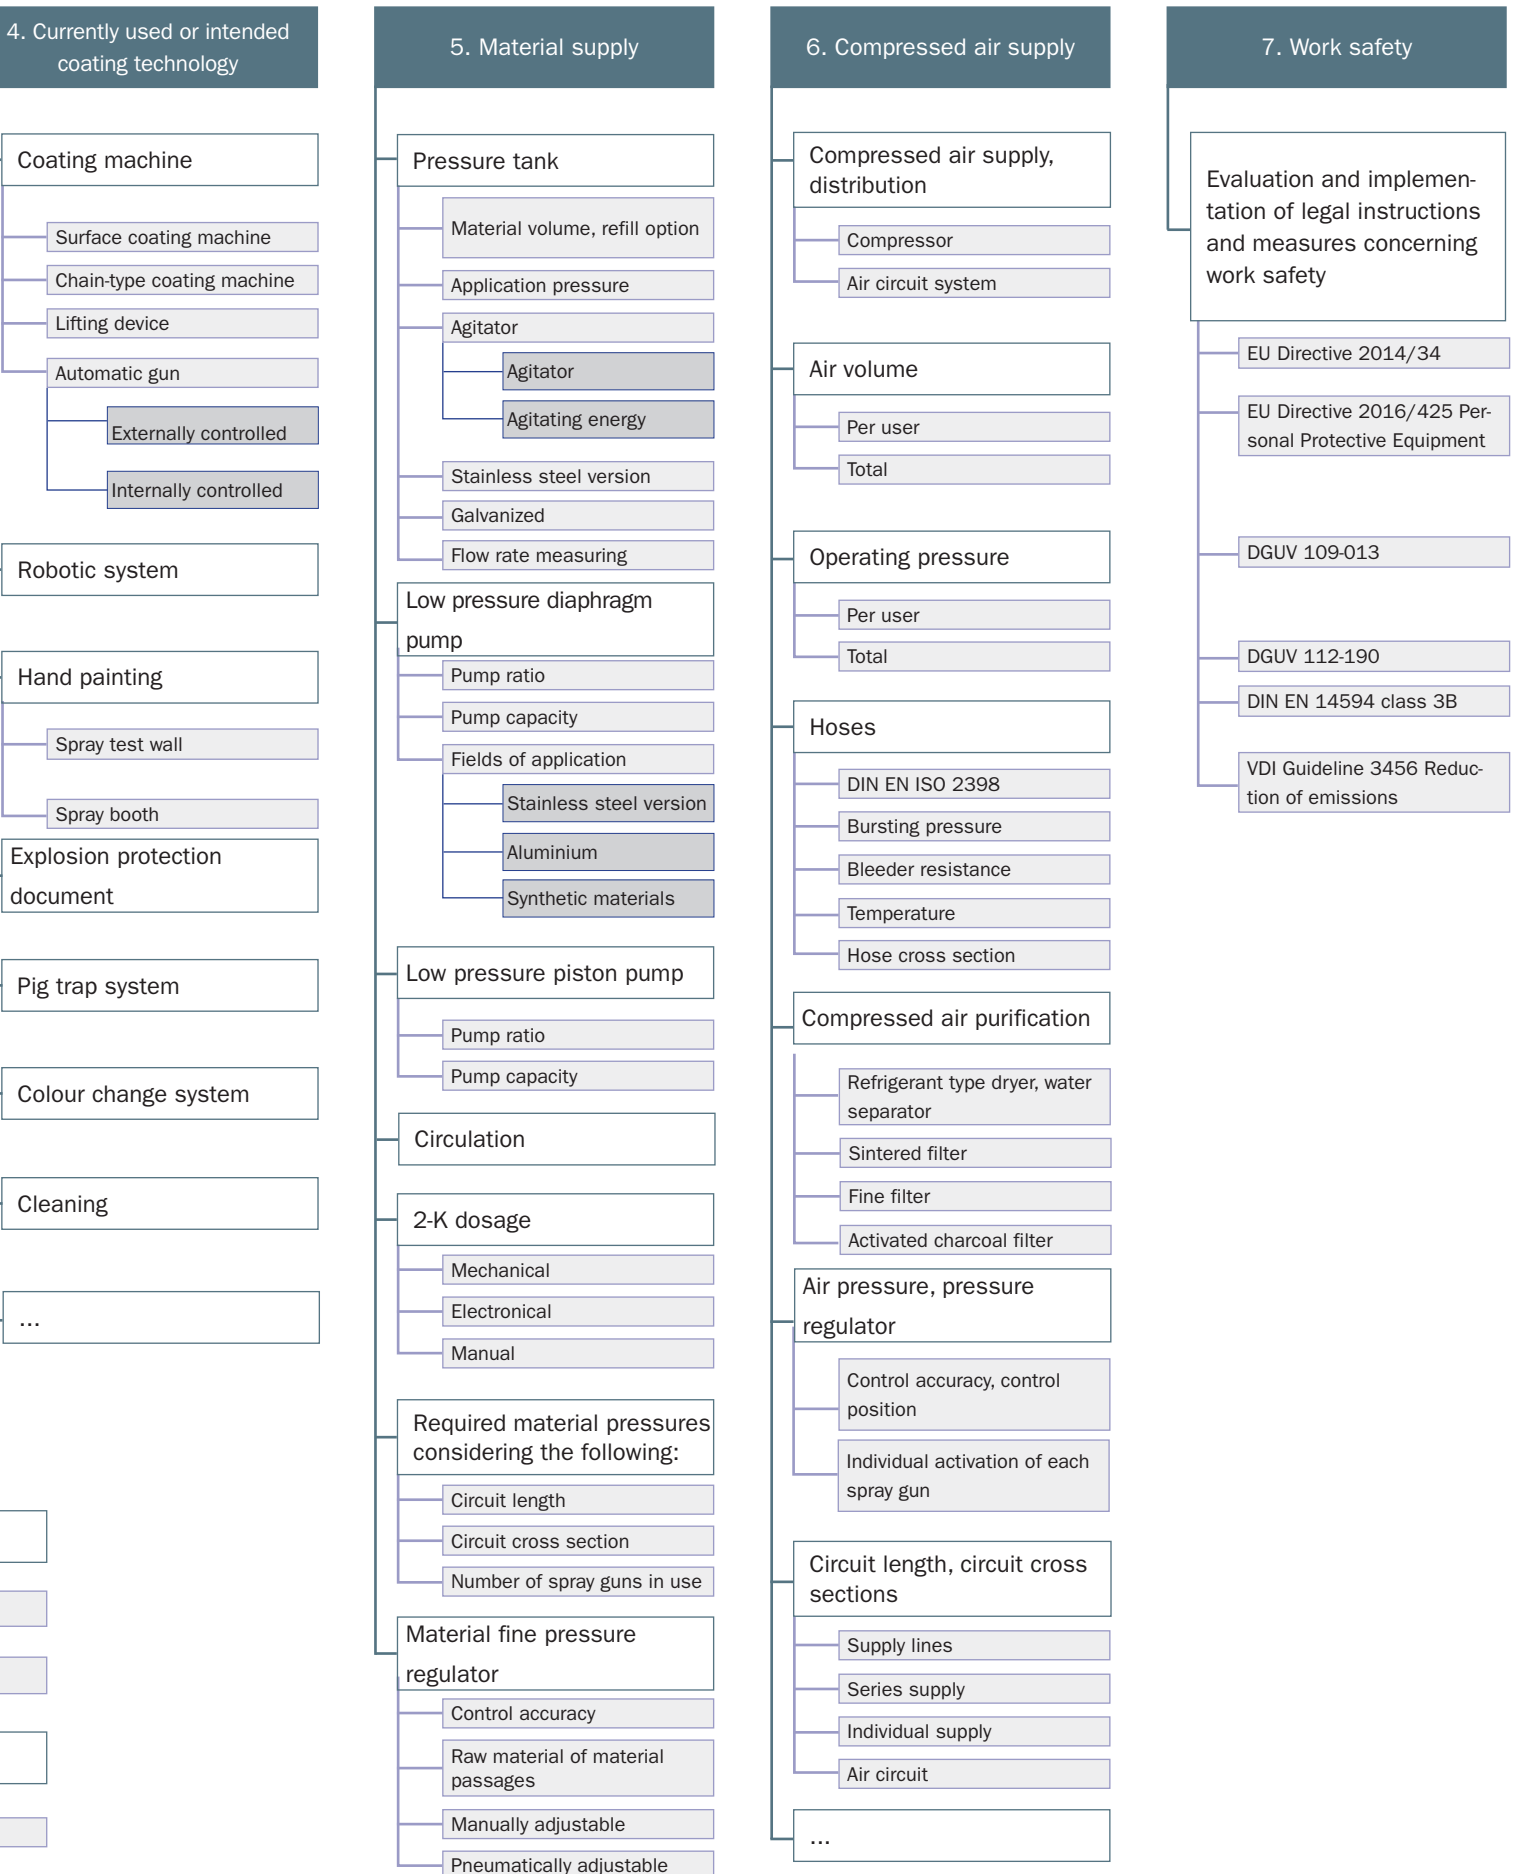 4. Currently used or intended
coating technology
Coating machine
Surface coating machine
Chain-type coating machine
Lifting device
Automatic gun
Externally controlled
Internally controlled
Robotic system
Hand painting
Spray test wall
Spray booth
Explosion protection
document
Pig trap system
Colour change system
Cleaning
...
5. Material supply
Pressure tank
Material volume, refill option
Application pressure
Agitator
Agitator
Agitating energy
Stainless steel version
Galvanized
Flow rate measuring
Low pressure diaphragm
pump
Pump ratio
Pump capacity
Fields of application
Stainless steel version
Aluminium
Synthetic materials
Low pressure piston pump
Pump ratio
Pump capacity
Circulation
2-K dosage
Mechanical
Electronical
Manual
Required material pressures
considering the following:
Circuit length
Circuit cross section
Number of spray guns in use
Material fine pressure
regulator
Control accuracy
Raw material of material
passages
Manually adjustable
Pneumatically adjustable
6. Compressed air supply
Compressed air supply,
distribution
Compressor
Air circuit system
Air volume
Per user
Total
Operating pressure
Per user
Total
Hoses
DIN EN ISO 2398
Bursting pressure
Bleeder resistance
Temperature
Hose cross section
Compressed air purification
Refrigerant type dryer, water
separator
Sintered filter
Fine filter
Activated charcoal filter
Air pressure, pressure
regulator
Control accuracy, control
position
Individual activation of each
spray gun
Circuit length, circuit cross
sections
Supply lines
Series supply
Individual supply
Air circuit
...
7. Work safety
Evaluation and implemen-
tation of legal instructions
and measures concerning
work safety
EU Directive 2014/34
EU Directive 2016/425 Per-
sonal Protective Equipment
DGUV 109-013
DGUV 112-190
DIN EN 14594 class 3B
VDI Guideline 3456 Reduc-
tion of emissions